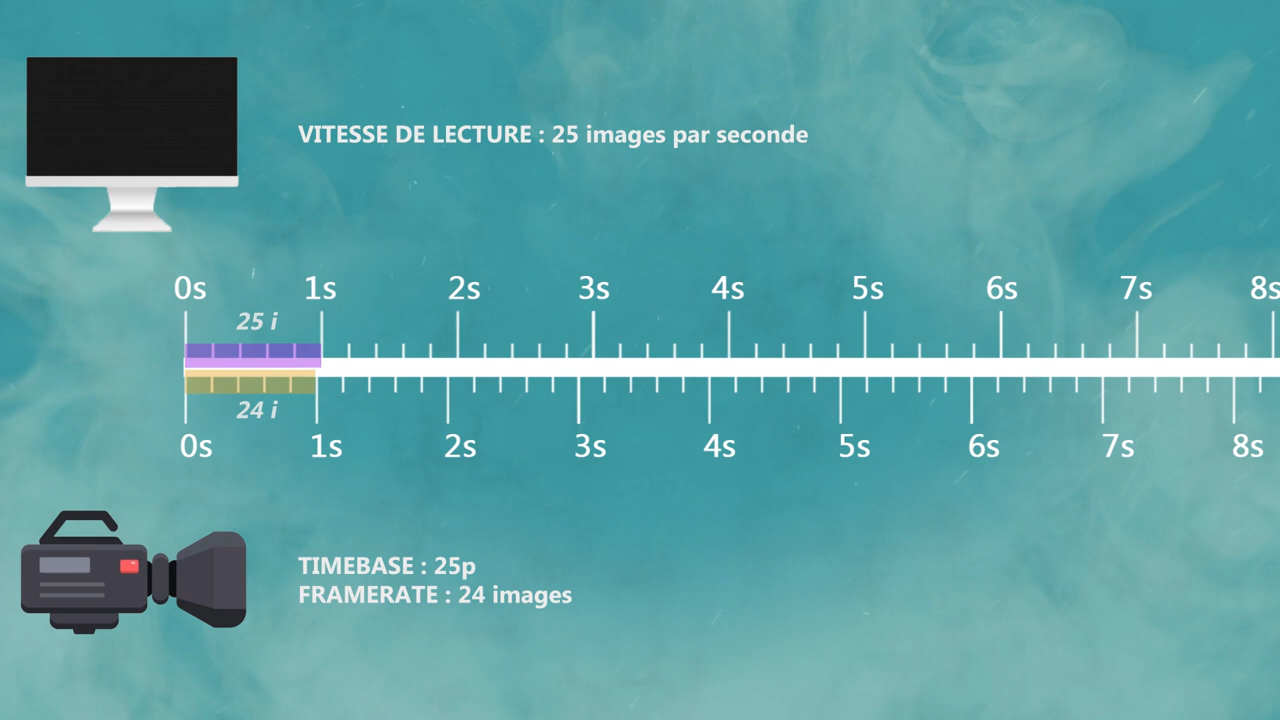 VITESSE DE LECTURE : 25 images par seconde
0s 1s 2s 3s 4s 5s 6s 7s 8s
25 i
24 i
0s 1s 2s 3s 4s 5s 6s 7s 8s
TIMEBASE : 25p
FRAMERATE : 24 images